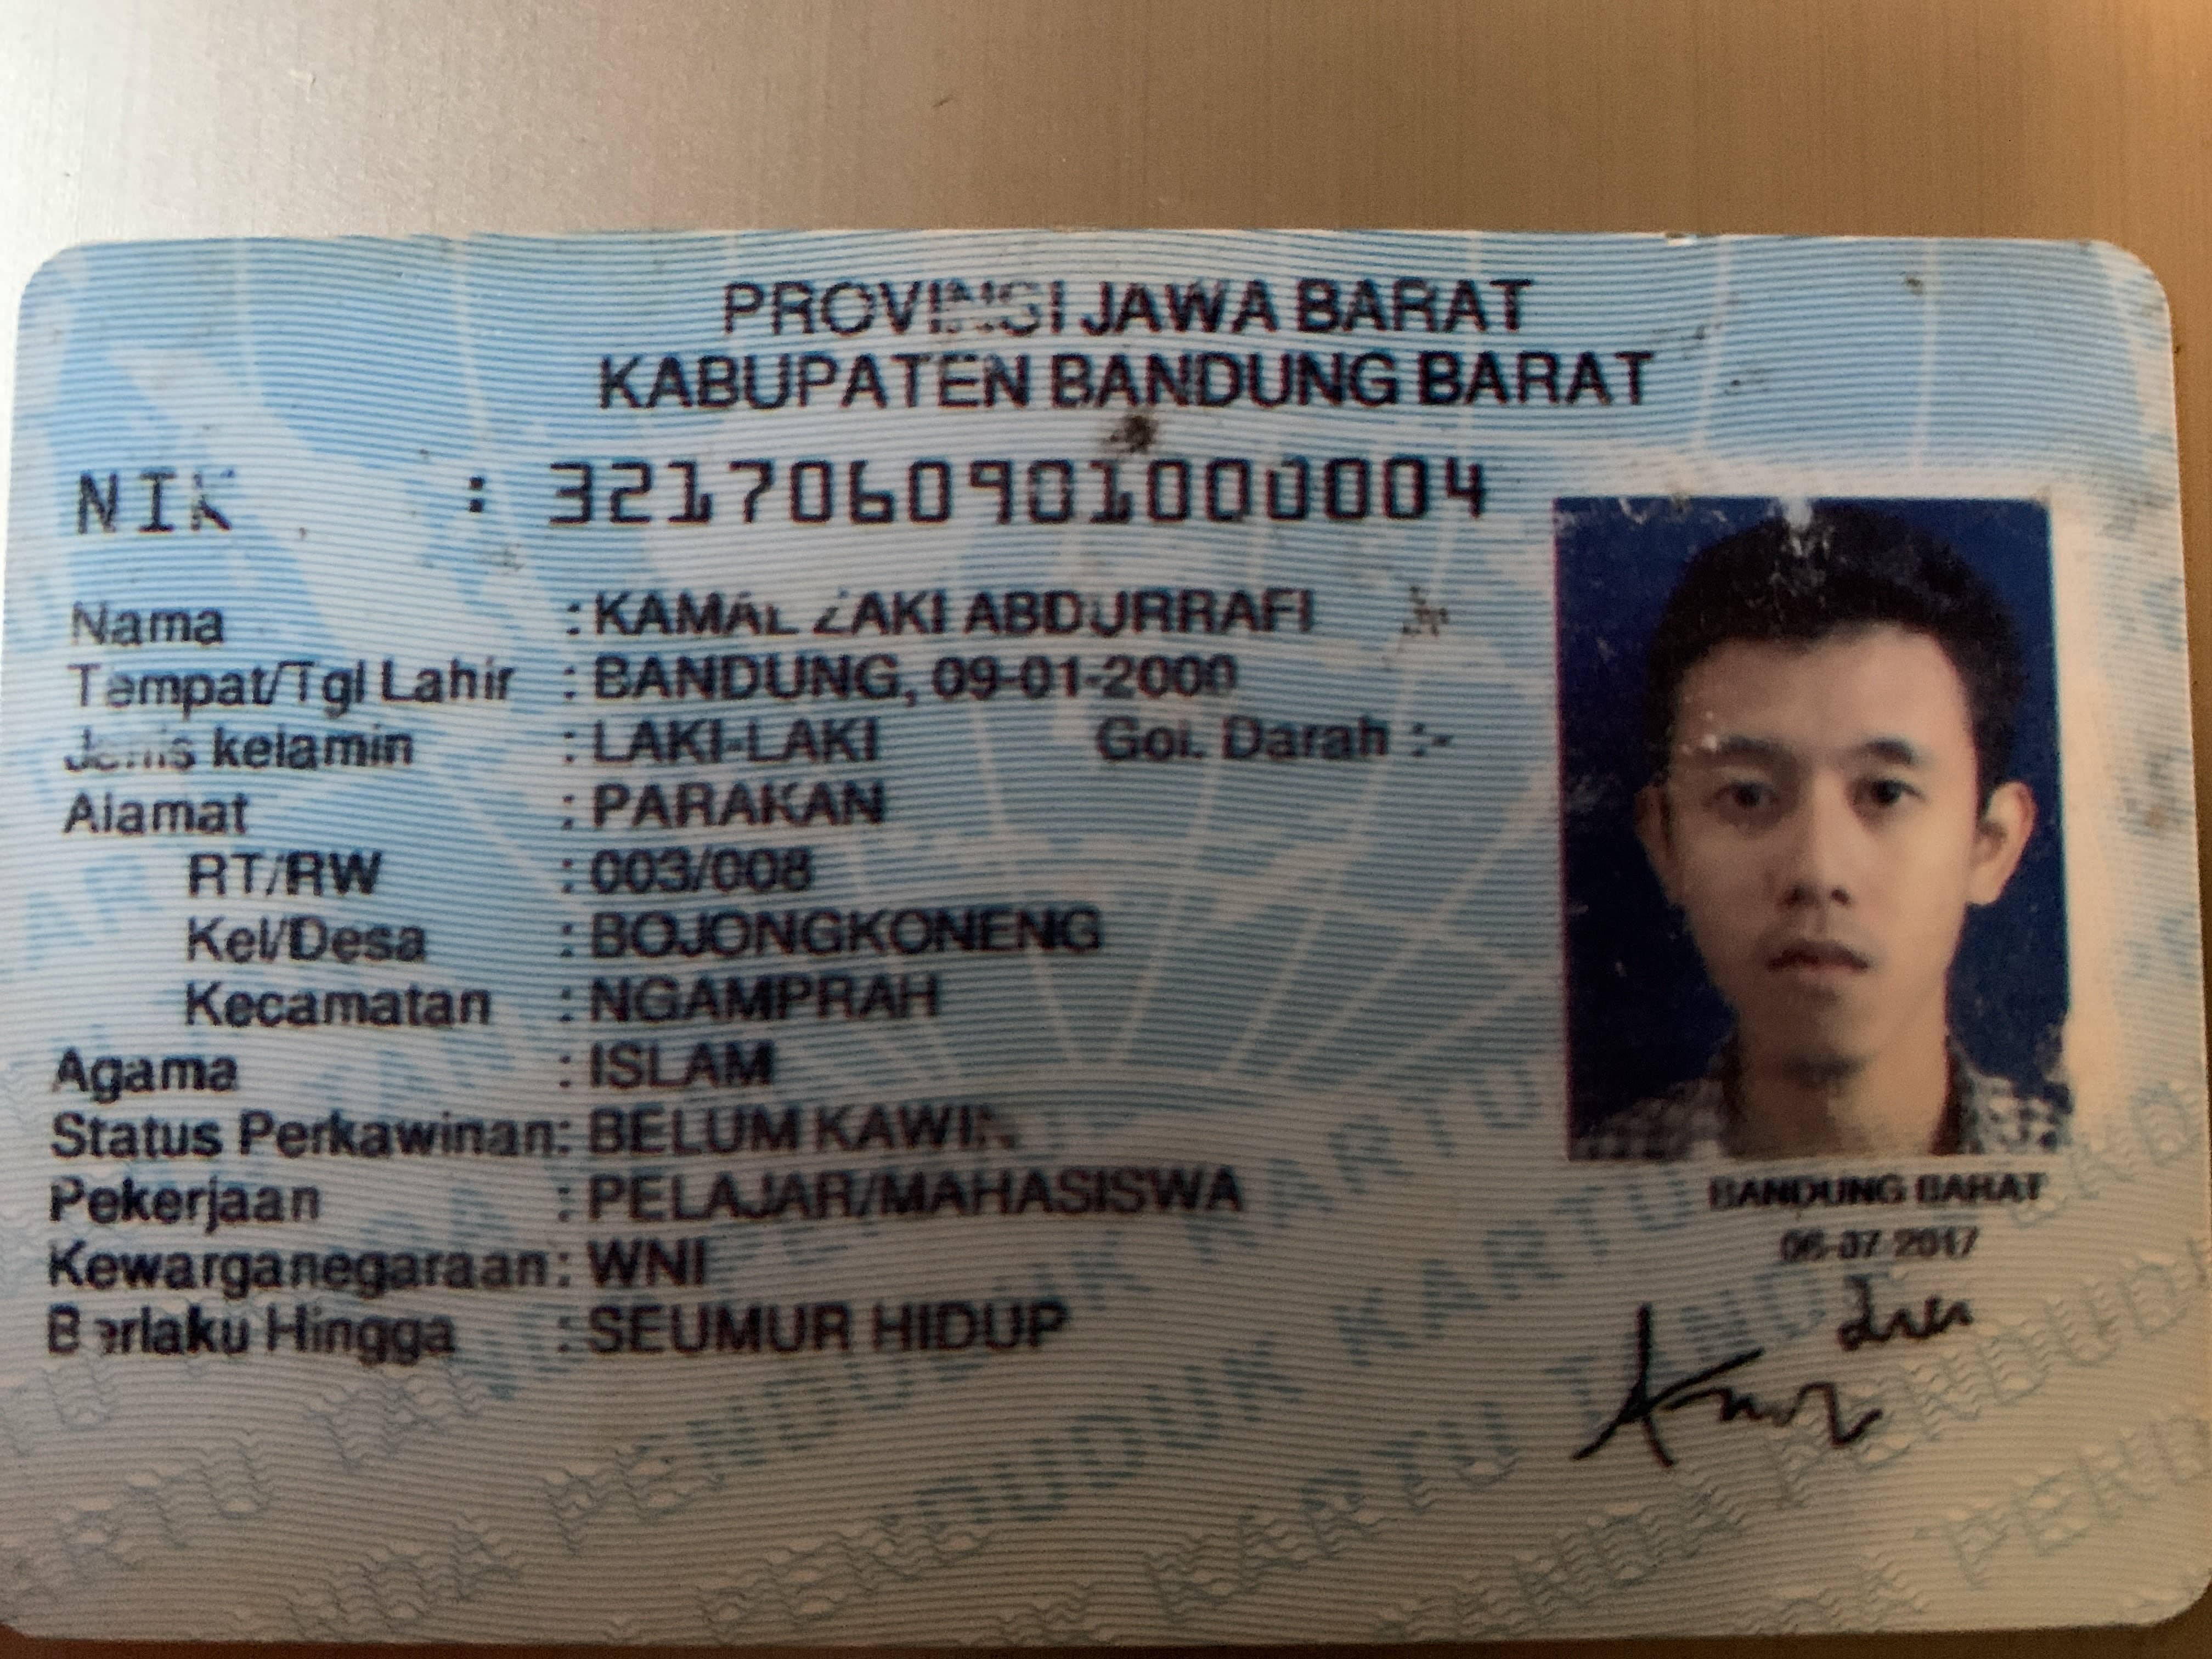 PROVINSI JAWA BARAT
KABUPATEN BANDUNG BARAT
NIK : 3217060901000004
Nama : KAMAL ZAKI ABDURRAFI
Tempat/Tgl Lahir : BANDUNG, 09-01-2000
Jenis kelamin : LAKI-LAKI Gol. Darah :-
Alamat : PARAKAN
RT/RW : 003/008
Kel/Desa : BOJONGKONENG
Kecamatan : NGAMPRAH
Agama : ISLAM
Status Perkawinan: BELUM KAWIN
Pekerjaan : PELAJAR/MAHASISWA
Kewarganegaraan: WNI
Berlaku Hingga : SEUMUR HIDUP
BANDUNG BARAT
06-07-2017